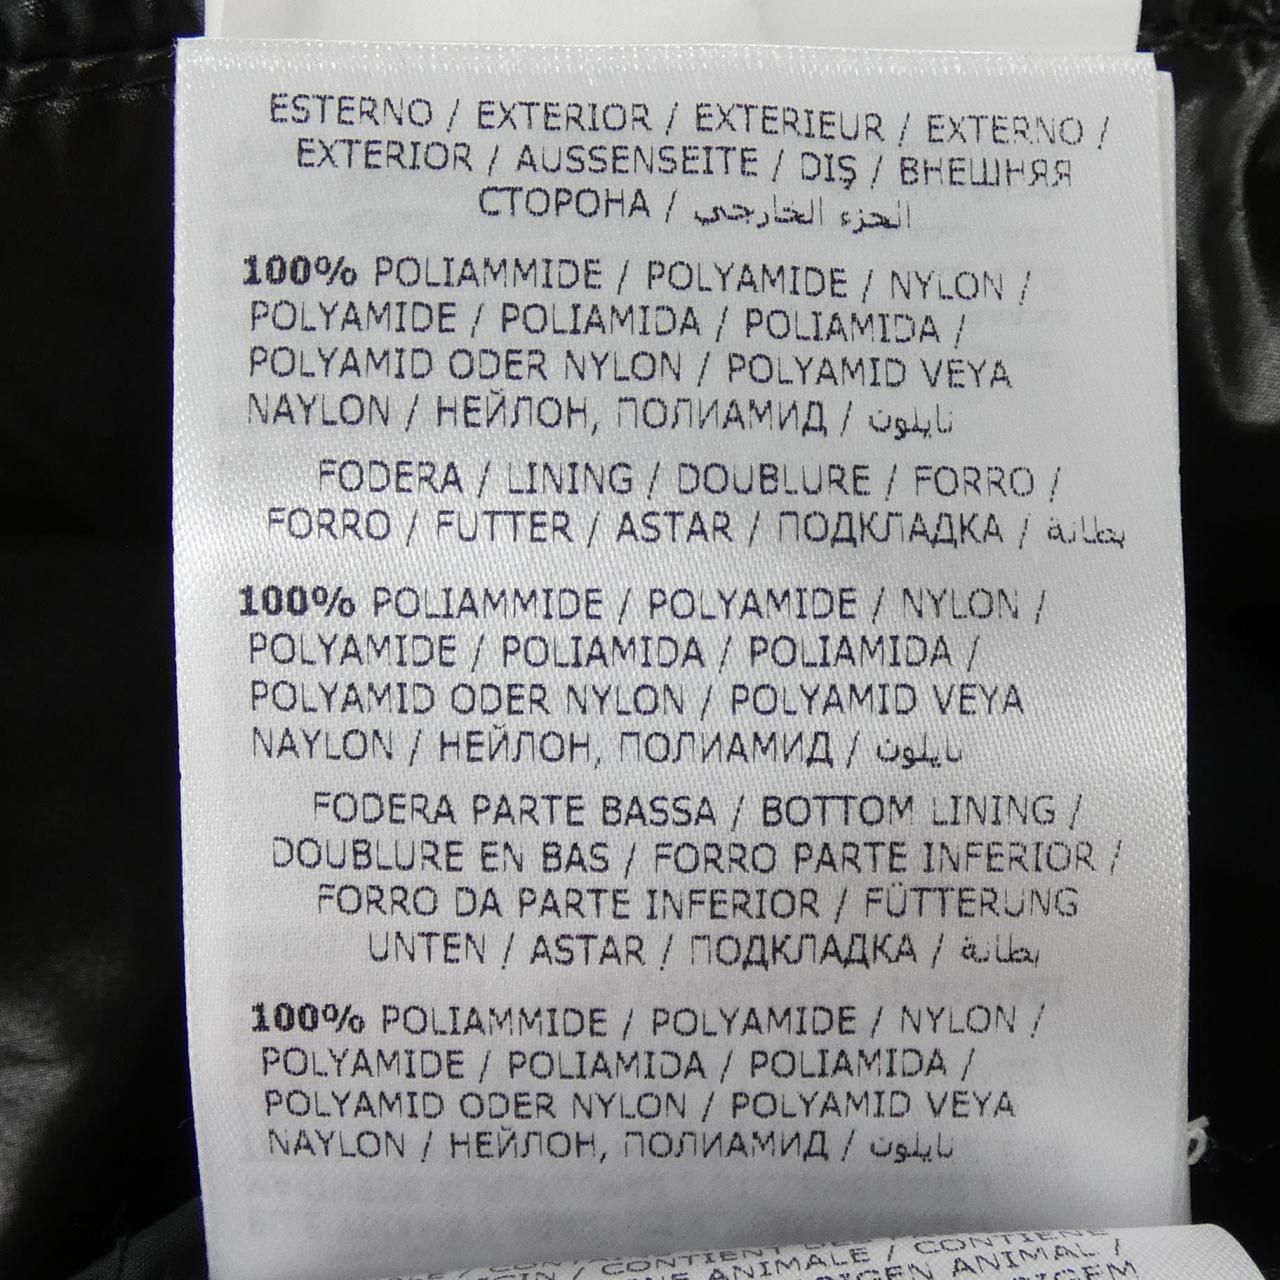 ESTERNO / EXTERIOR / EXTERIEUR / EXTERNO /
EXTERIOR / AUSSENSEITE / DIŞ / ВНЕШНЯЯ
СТОРОНА / الجزء الخارجي
100% POLIAMMIDE / POLYAMIDE / NYLON /
POLYAMIDE / POLIAMIDA / POLIAMIDA /
POLYAMID ODER NYLON / POLYAMID VEYA
NAYLON / НЕЙЛОН, ПОЛИАМИД / نايلون
FODERA / LINING / DOUBLURE / FORRO /
FORRO / FUTTER / ASTAR / ПОДКЛАДКА / بطانة
100% POLIAMMIDE / POLYAMIDE / NYLON /
POLYAMIDE / POLIAMIDA / POLIAMIDA /
POLYAMID ODER NYLON / POLYAMID VEYA
NAYLON / НЕЙЛОН, ПОЛИАМИД / نايلون
FODERA PARTE BASSA / BOTTOM LINING /
DOUBLURE EN BAS / FORRO PARTE INFERIOR /
FORRO DA PARTE INFERIOR / FÜTTERUNG
UNTEN / ASTAR / ПОДКЛАДКА / بطانة
100% POLIAMMIDE / POLYAMIDE / NYLON /
POLYAMIDE / POLIAMIDA / POLIAMIDA /
POLYAMID ODER NYLON / POLYAMID VEYA
NAYLON / НЕЙЛОН, ПОЛИАМИД / نايلون
ANIMALE / CONTIENE
ANIMAL /